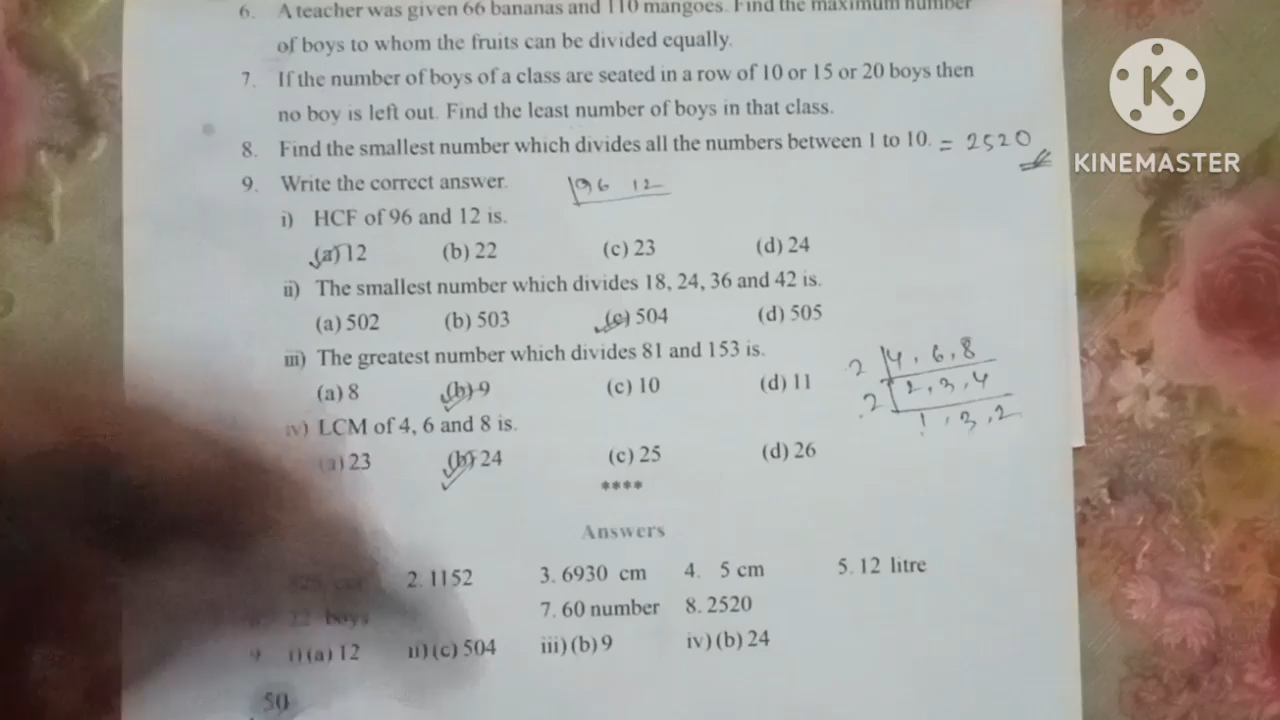 6. A teacher was given 66 bananas and 110 mangoes. Find the maximum number
of boys to whom the fruits can be divided equally.
7. If the number of boys of a class are seated in a row of 10 or 15 or 20 boys then
no boy is left out. Find the least number of boys in that class.
8. Find the smallest number which divides all the numbers between 1 to 10. = 2520
K
KINEMASTER
9. Write the correct answer. 96 12
i) HCF of 96 and 12 is.
(a) 12 (b) 22 (c) 23 (d) 24
ii) The smallest number which divides 18, 24, 36 and 42 is.
(a) 502 (b) 503 (c) 504 (d) 505
iii) The greatest number which divides 81 and 153 is.
(a) 8 (b) 9 (c) 10 (d) 11
iv) LCM of 4, 6 and 8 is.
(a) 23 (b) 24 (c) 25 (d) 26
2 4, 6, 8
2 2, 3, 4
1, 3, 2
****
Answers
2. 1152 3. 6930 cm 4. 5 cm 5. 12 litre
22 boys 7. 60 number 8. 2520
9 i) (a) 12 ii) (c) 504 iii) (b) 9 iv) (b) 24
50